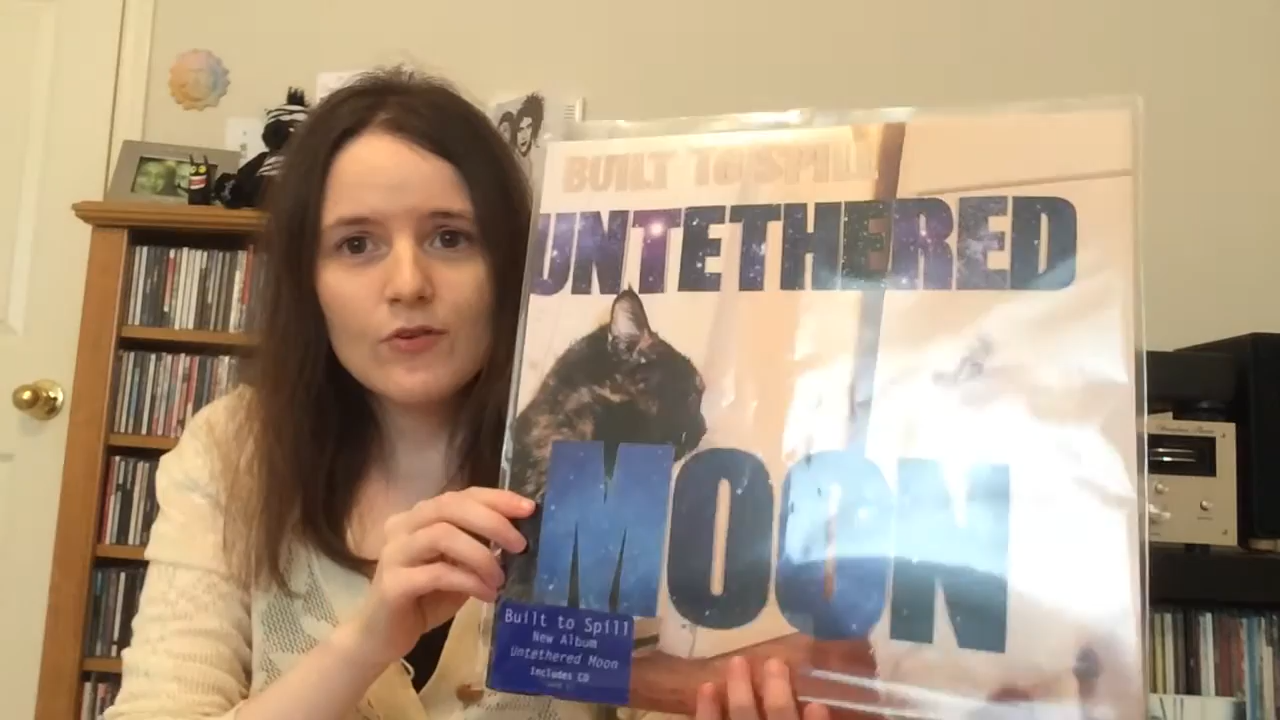 BUILT TO SPILL
UNTETHERED
MOON
Built to Spill
New Album
Untethered Moon
Includes CD